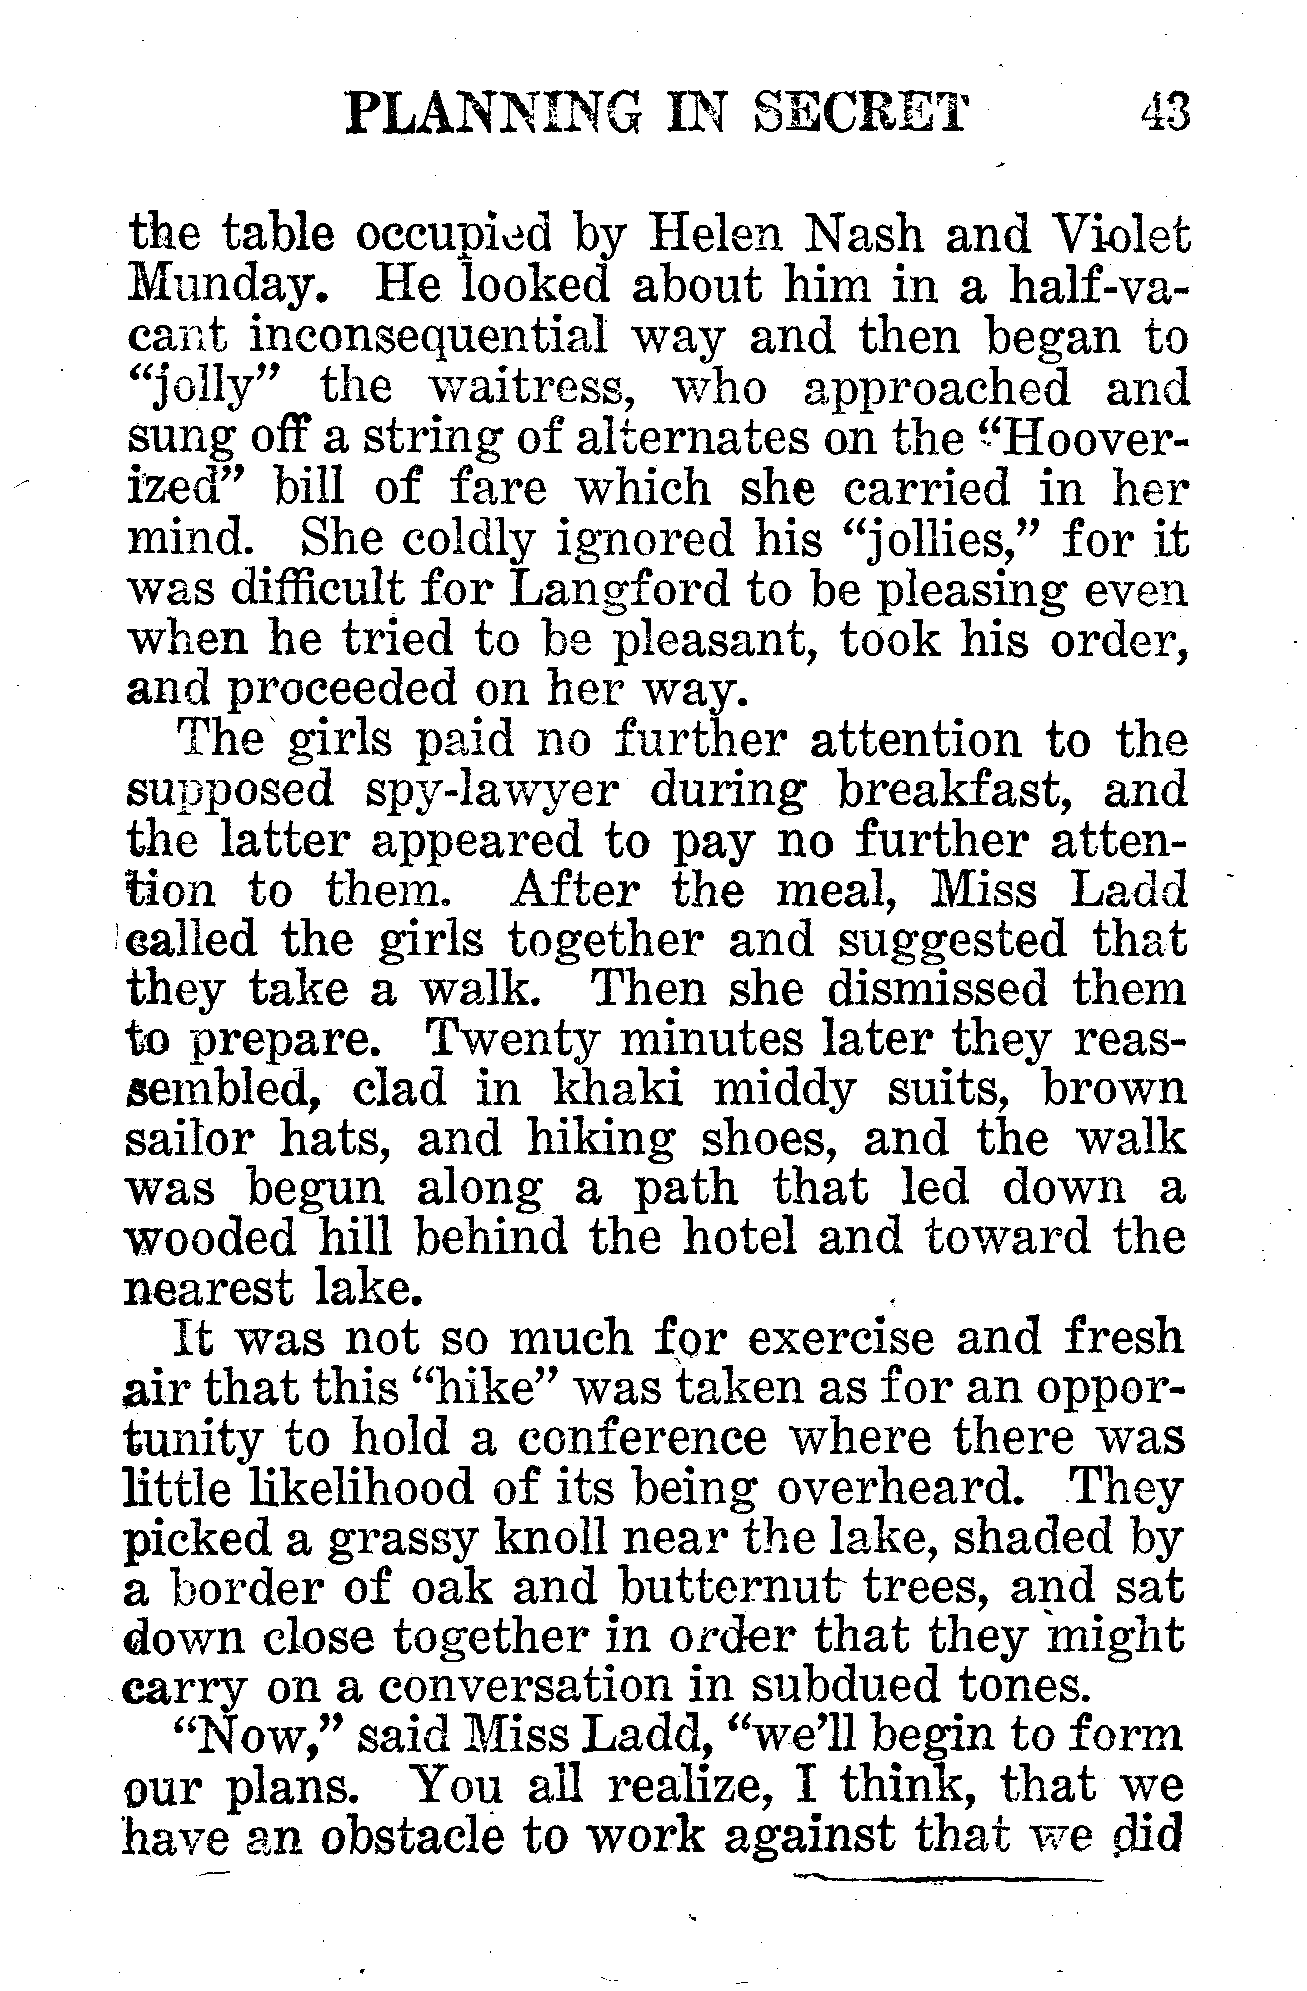 PLANNING IN SECRET 43
the table occupied by Helen Nash and Violet
Munday. He looked about him in a half-va-
cant inconsequential way and then began to
“jolly” the waitress, who approached and
sung off a string of alternates on the “Hoover-
ized” bill of fare which she carried in her
mind. She coldly ignored his “jollies,” for it
was difficult for Langford to be pleasing even
when he tried to be pleasant, took his order,
and proceeded on her way.
The girls paid no further attention to the
supposed spy-lawyer during breakfast, and
the latter appeared to pay no further atten-
tion to them. After the meal, Miss Ladd
called the girls together and suggested that
they take a walk. Then she dismissed them
to prepare. Twenty minutes later they reas-
sembled, clad in khaki middy suits, brown
sailor hats, and hiking shoes, and the walk
was begun along a path that led down a
wooded hill behind the hotel and toward the
nearest lake.
It was not so much for exercise and fresh
air that this “hike” was taken as for an oppor-
tunity to hold a conference where there was
little likelihood of its being overheard. They
picked a grassy knoll near the lake, shaded by
a border of oak and butternut trees, and sat
down close together in order that they might
carry on a conversation in subdued tones.
“Now,” said Miss Ladd, “we’ll begin to form
our plans. You all realize, I think, that we
have an obstacle to work against that we did